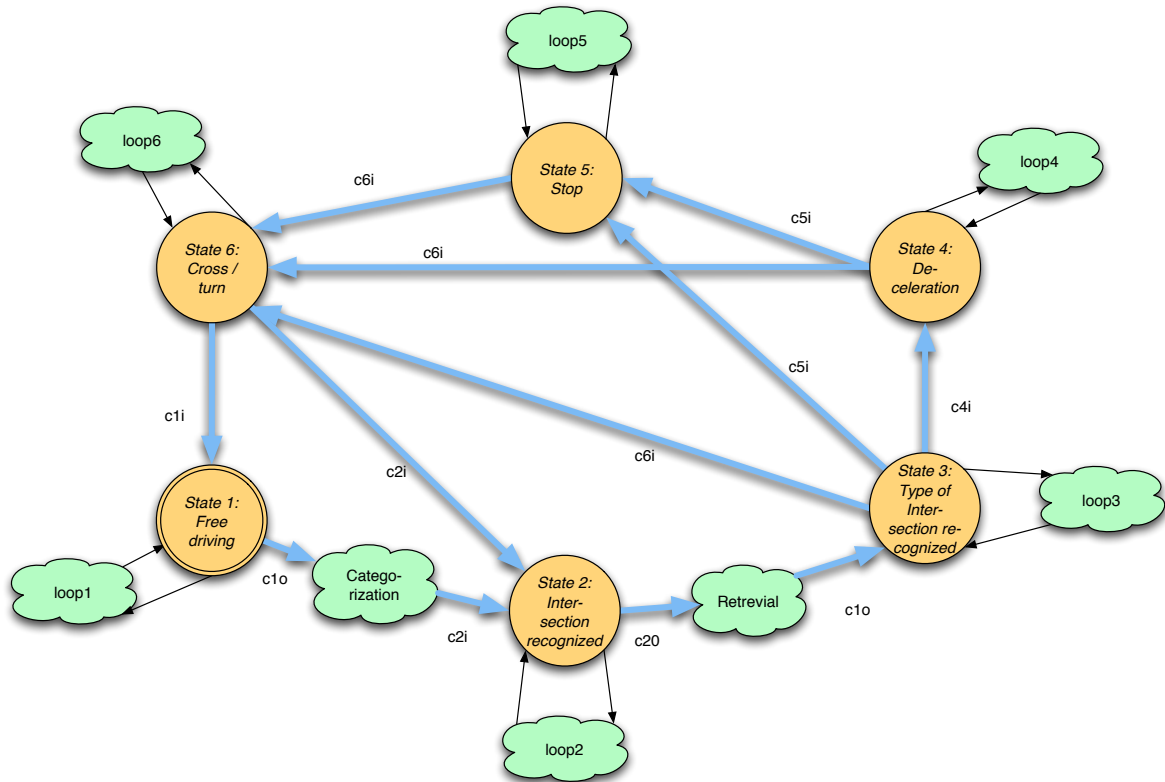 loop5
loop6
State 5:
Stop
loop4
c6i
c5i
State 6:
Cross /
turn
c6i
State 4:
De-
celeration
c5i
c4i
c1i
c6i
c2i
State 3:
Type of
Inter-
section re-
cognized
loop3
State 1:
Free
driving
c1o
loop1
Catego-
rization
State 2:
Inter-
section
recognized
Retrevial
c1o
c2i
c20
loop2